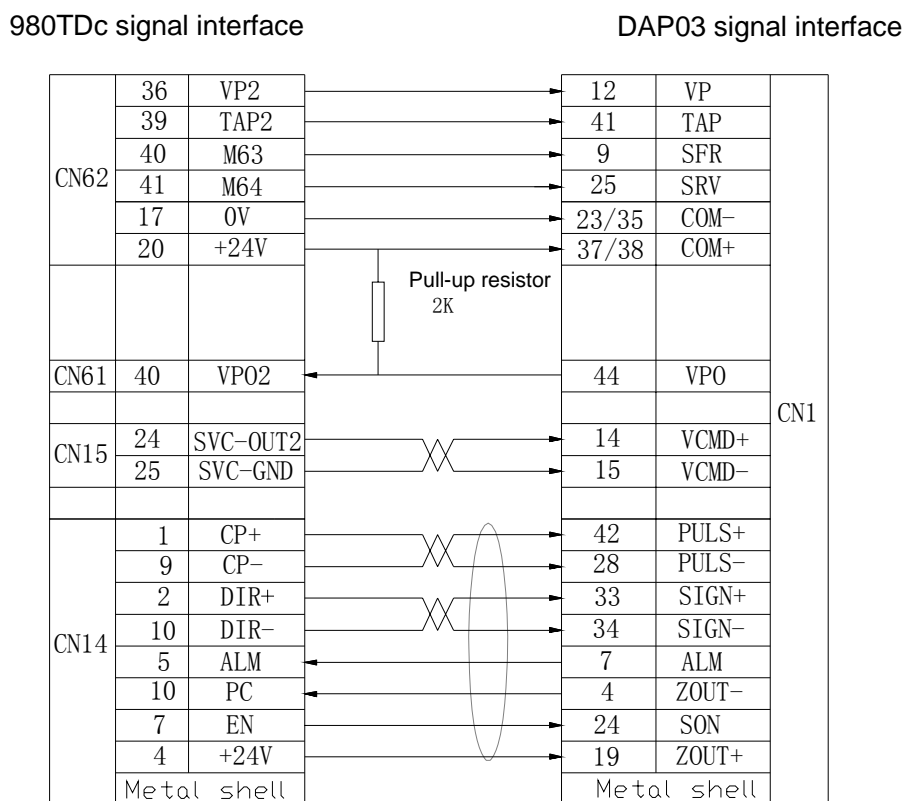 980TDc signal interface DAP03 signal interface
36 VP2 12 VP
39 TAP2 41 TAP
40 M63 9 SFR
CN62
41 M64 25 SRV
17 0V 23/35 COM-
20 +24V 37/38 COM+
Pull-up resistor
2K
CN61 40 VPO2 44 VPO
CN1
24 SVC-OUT2 14 VCMD+
CN15
25 SVC-GND 15 VCMD-
1 CP+ 42 PULS+
9 CP- 28 PULS-
2 DIR+ 33 SIGN+
10 DIR- 34 SIGN-
CN14
5 ALM 7 ALM
10 PC 4 ZOUT-
7 EN 24 SON
4 +24V 19 ZOUT+
Metal shell Metal shell